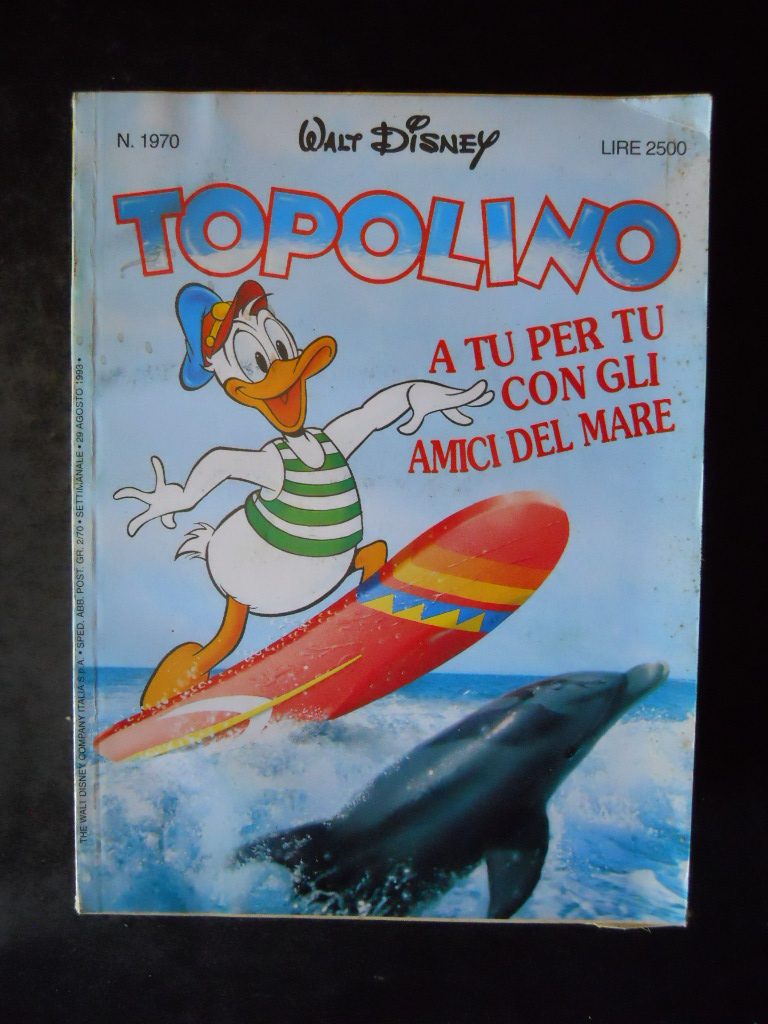 N. 1970
WALT DISNEY
LIRE 2500
TOPOLINO
A TU PER TU
CON GLI
AMICI DEL MARE
THE WALT DISNEY COMPANY ITALIA S.p.A. • SPED. ABB. POST. GR. 2/70 • SETTIMANALE • 29 AGOSTO 1993 •